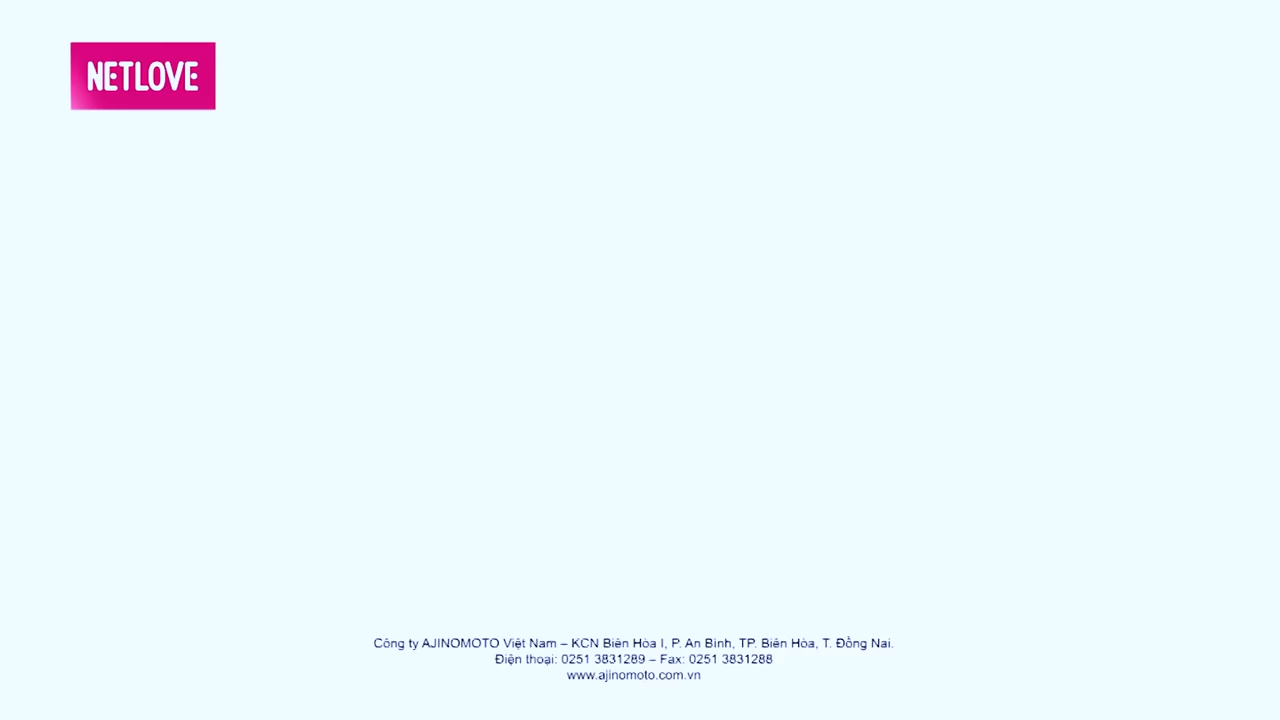 NETLOVE
Công ty AJINOMOTO Việt Nam – KCN Biên Hòa I, P. An Bình, TP. Biên Hòa, T. Đồng Nai.
Điện thoại: 0251 3831289 – Fax: 0251 3831288
www.ajinomoto.com.vn